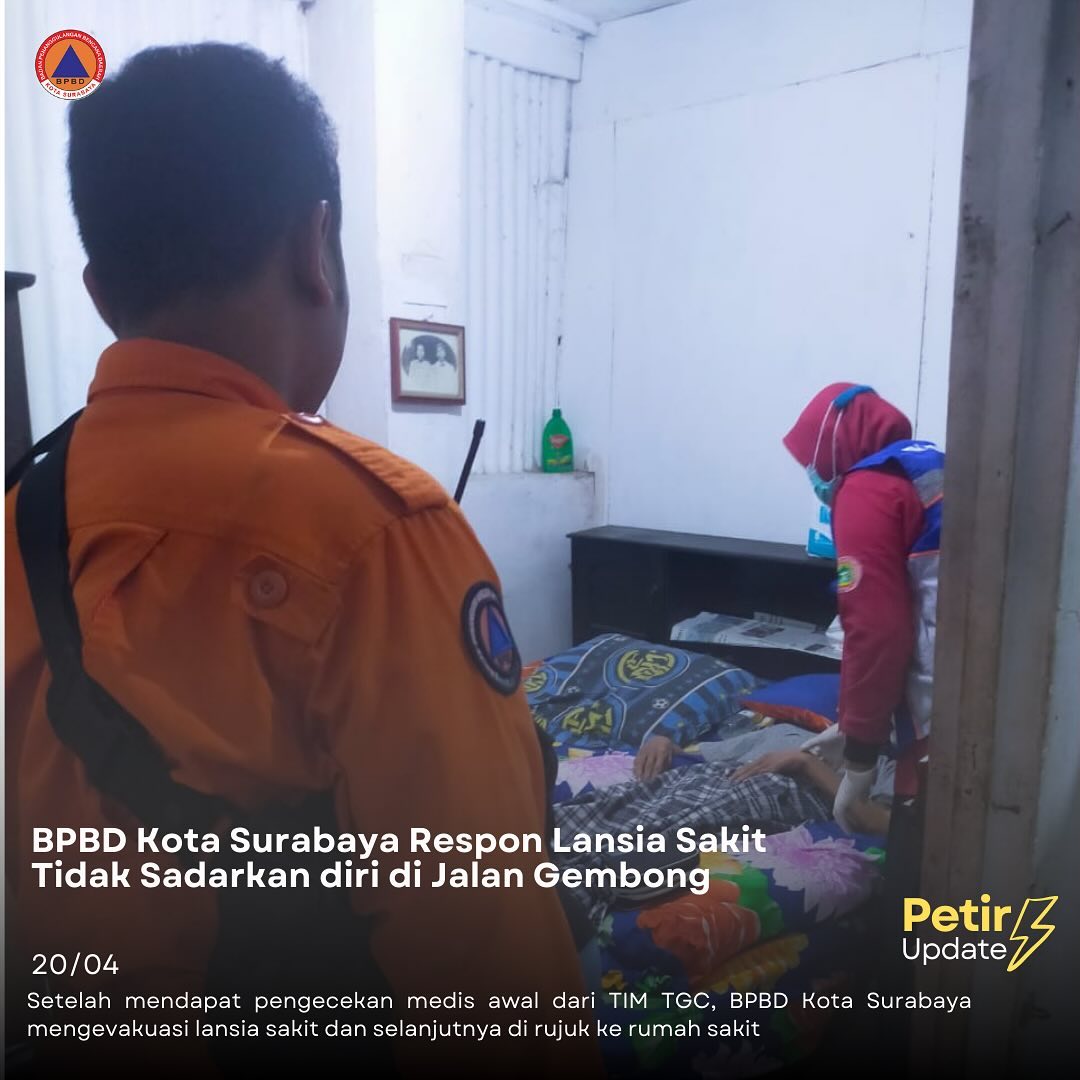 BADAN PENANGGULANGAN BENCANA DAERAH
BPBD
KOTA SURABAYA
BPBD Kota Surabaya Respon Lansia Sakit
Tidak Sadarkan diri di Jalan Gembong
Petir
Update
20/04
Setelah mendapat pengecekan medis awal dari TIM TGC, BPBD Kota Surabaya
mengevakuasi lansia sakit dan selanjutnya di rujuk ke rumah sakit